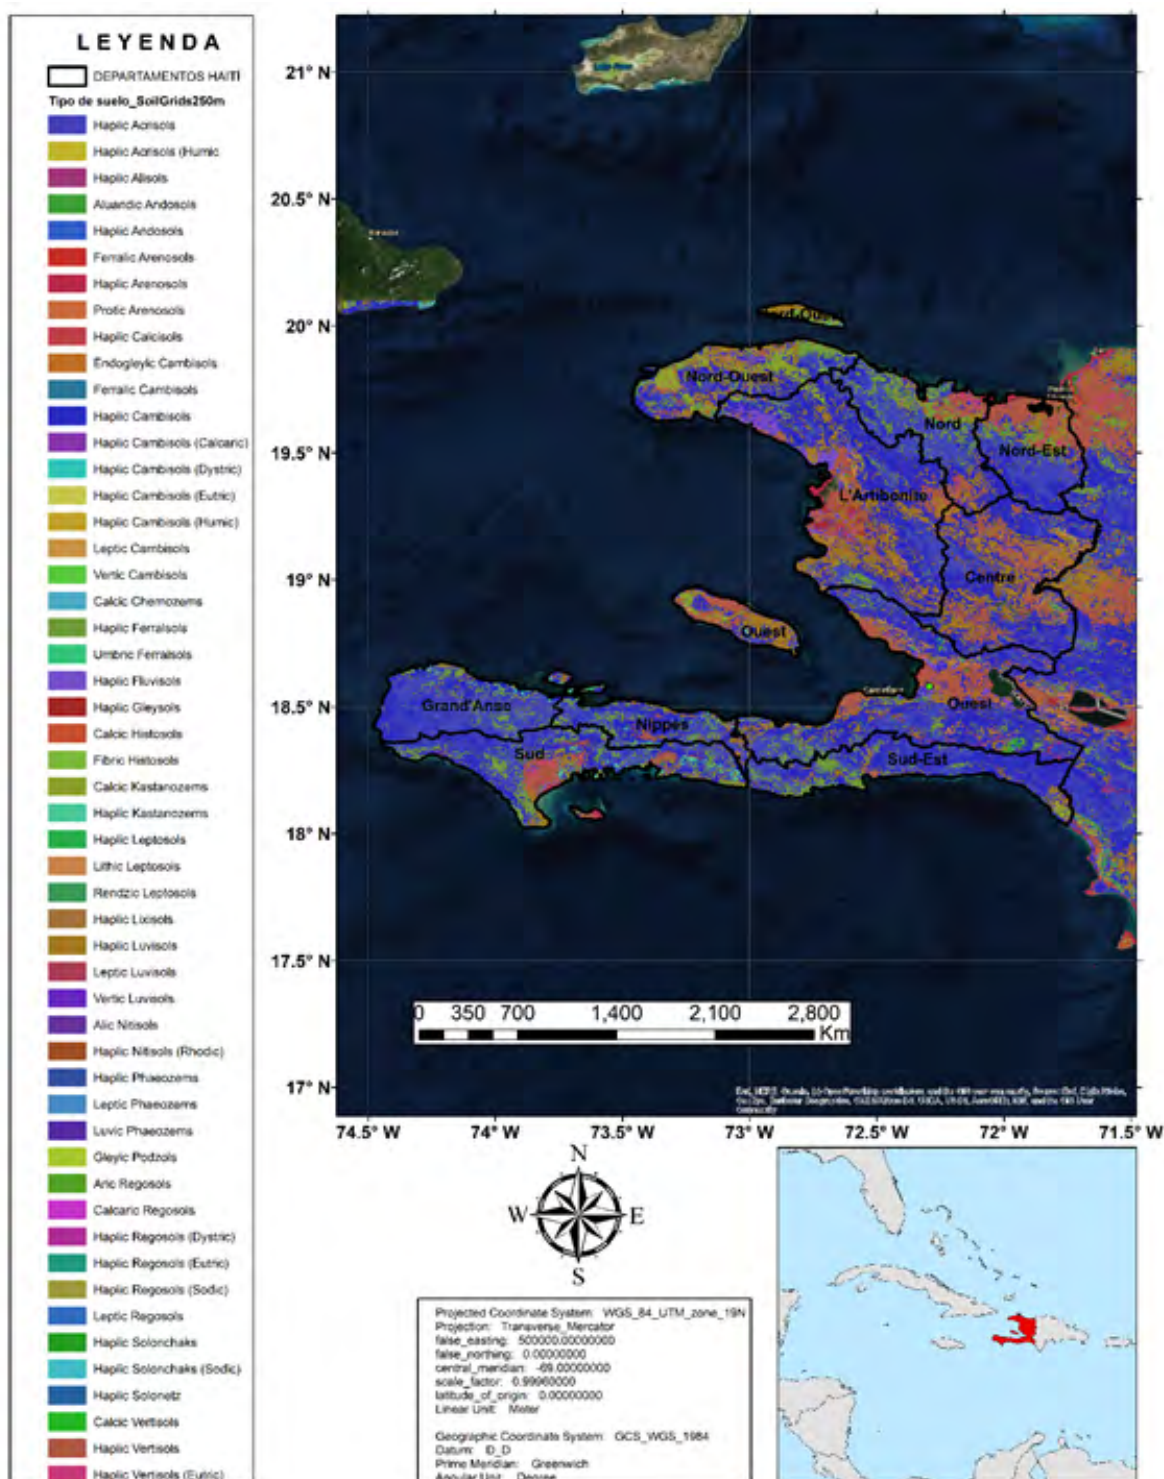 LEYENDA
DEPARTAMENTOS HAITÍ
Tipo de suelo_SoilGrids250m
Haplic Acrisols
Haplic Acrisols (Humic
Haplic Alisols
Aluandic Andosols
Haplic Andosols
Ferralic Arenosols
Haplic Arenosols
Protic Arenosols
Haplic Calcisols
Endogleyic Cambisols
Ferralic Cambisols
Haplic Cambisols
Haplic Cambisols (Calcaric)
Haplic Cambisols (Dystric)
Haplic Cambisols (Eutric)
Haplic Cambisols (Humic)
Leptic Cambisols
Vertic Cambisols
Calcic Chernozems
Haplic Ferralsols
Umbric Ferralsols
Haplic Fluvisols
Haplic Gleysols
Calcic Histosols
Fibric Histosols
Calcic Kastanozems
Haplic Kastanozems
Haplic Leptosols
Lithic Leptosols
Rendzic Leptosols
Haplic Lixisols
Haplic Luvisols
Leptic Luvisols
Vertic Luvisols
Alic Nitisols
Haplic Nitisols (Rhodic)
Haplic Phaeozems
Leptic Phaeozems
Luvic Phaeozems
Gleyic Podzols
Aric Regosols
Calcaric Regosols
Haplic Regosols (Dystric)
Haplic Regosols (Eutric)
Haplic Regosols (Sodic)
Leptic Regosols
Haplic Solonchaks
Haplic Solonchaks (Sodic)
Haplic Solonetz
Calcic Vertisols
Haplic Vertisols
Haplic Vertisols (Eutric)
21° N
20.5° N
20° N
19.5° N
19° N
18.5° N
18° N
17.5° N
17° N
Nord-Ouest
Nord-Ouest
Nord
Nord-Est
L'Artibonite
Centre
Ouest
Grand'Anse
Nippes
Ouest
Sud
Sud-Est
0 350 700 1,400 2,100 2,800
Km
74.5° W 74° W 73.5° W 73° W 72.5° W 72° W 71.5° W
N
W E
S
Projected Coordinate System: WGS_84_UTM_zone_19N
Projection: Transverse_Mercator
false_easting: 500000.00000000
false_northing: 0.00000000
central_meridian: -69.00000000
scale_factor: 0.99960000
latitude_of_origin: 0.00000000
Linear Unit: Meter
Geographic Coordinate System: GCS_WGS_1984
Datum: D_D
Prime Meridian: Greenwich
Angular Unit: Degree